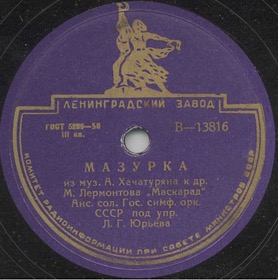 ЛЕНИНГРАДСКИЙ ЗАВОД
ГОСТ 5289-50
III кл.
В—13816
МАЗУРКА
из муз. А. Хачатуряна к др.
М. Лермонтова „Маскарад"
Анс. сол. Гос. симф. орк.
СССР под упр.
Л. Г. Юрьева
КОМИТЕТ РАДИОИНФОРМАЦИИ ПРИ СОВЕТЕ МИНИСТРОВ СССР